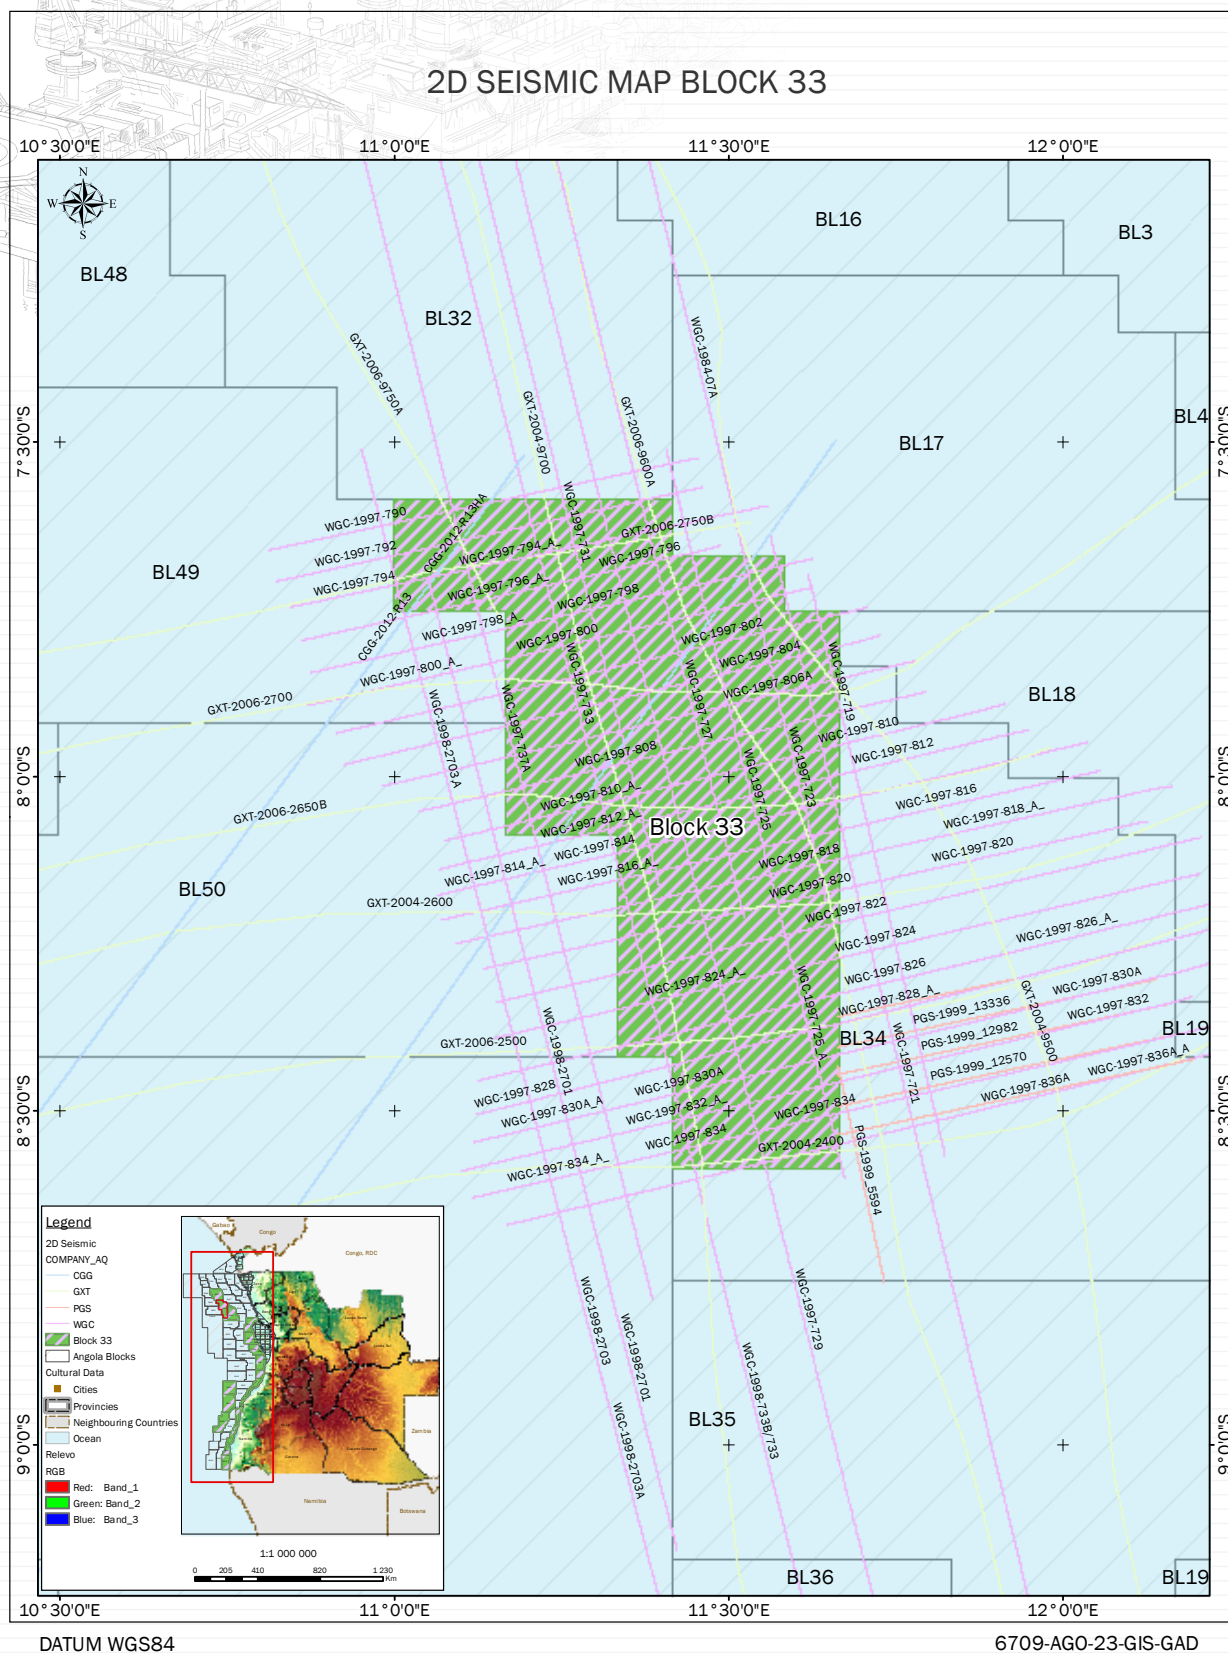 2D SEISMIC MAP BLOCK 33
10°30'0"E
11°0'0"E
11°30'0"E
12°0'0"E
N
W
E
S
BL16
BL3
BL48
BL32
WGC-1984-07A
GXT-2006-9750A
GXT-2004-9700
GXT-2006-9600A
BL4
BL17
7°30'0"S
7°30'0"S
WGC-1997-790
CGG-2012-R13HA
WGC-1997-731
GXT-2006-2750B
WGC-1997-792
WGC-1997-794_A_
WGC-1997-796
BL49
WGC-1997-794
WGC-1997-796_A_
WGC-1997-798
CGG-2012-R13
WGC-1997-798_A_
WGC-1997-800
WGC-1997-802
WGC-1997-804
WGC-1997-800_A_
WGC-1997-733
WGC-1997-727
WGC-1997-806A
WGC-1997-719
BL18
GXT-2006-2700
WGC-1998-2703A
WGC-1997-737A
WGC-1997-810
WGC-1997-808
WGC-1997-812
WGC-1997-723
8°0'0"S
8°0'0"S
WGC-1997-725
WGC-1997-810_A_
WGC-1997-816
GXT-2006-2650B
WGC-1997-818_A_
WGC-1997-812_A_
Block 33
WGC-1997-814
WGC-1997-820
WGC-1997-818
WGC-1997-814_A_
WGC-1997-816_A_
WGC-1997-820
BL50
GXT-2004-2600
WGC-1997-822
WGC-1997-826_A_
WGC-1997-824
WGC-1997-826
WGC-1997-824_A_
WGC-1997-830A
WGC-1997-828_A_
PGS-1999_13336
WGC-1997-832
GXT-2004-9500
WGC-1997-725_A_
BL34
BL19
GXT-2006-2500
PGS-1999_12982
WGC-1998-2701
WGC-1997-721
PGS-1999_12570
WGC-1997-836A_A
WGC-1997-828
WGC-1997-830A
WGC-1997-836A
8°30'0"S
8°30'0"S
WGC-1997-830A_A
WGC-1997-832_A_
WGC-1997-834
WGC-1997-834
GXT-2004-2400
WGC-1997-834_A_
PGS-1999_5594
WGC-1998-2703
WGC-1998-2701
WGC-1997-729
WGC-1998-733B/733
WGC-1998-2703A
BL35
9°0'0"S
9°0'0"S
BL36
BL19
Legend
2D Seismic
COMPANY_AQ
CGG
GXT
PGS
WGC
Block 33
Angola Blocks
Cultural Data
Cities
Provincies
Neighbouring Countries
Ocean
Relevo
RGB
Red: Band_1
Green: Band_2
Blue: Band_3
Gabao
Congo
Congo, RDC
Zambia
Namibia
Botswana
1:1 000 000
0 205 410 820 1 230
Km
10°30'0"E
11°0'0"E
11°30'0"E
12°0'0"E
DATUM WGS84
6709-AGO-23-GIS-GAD